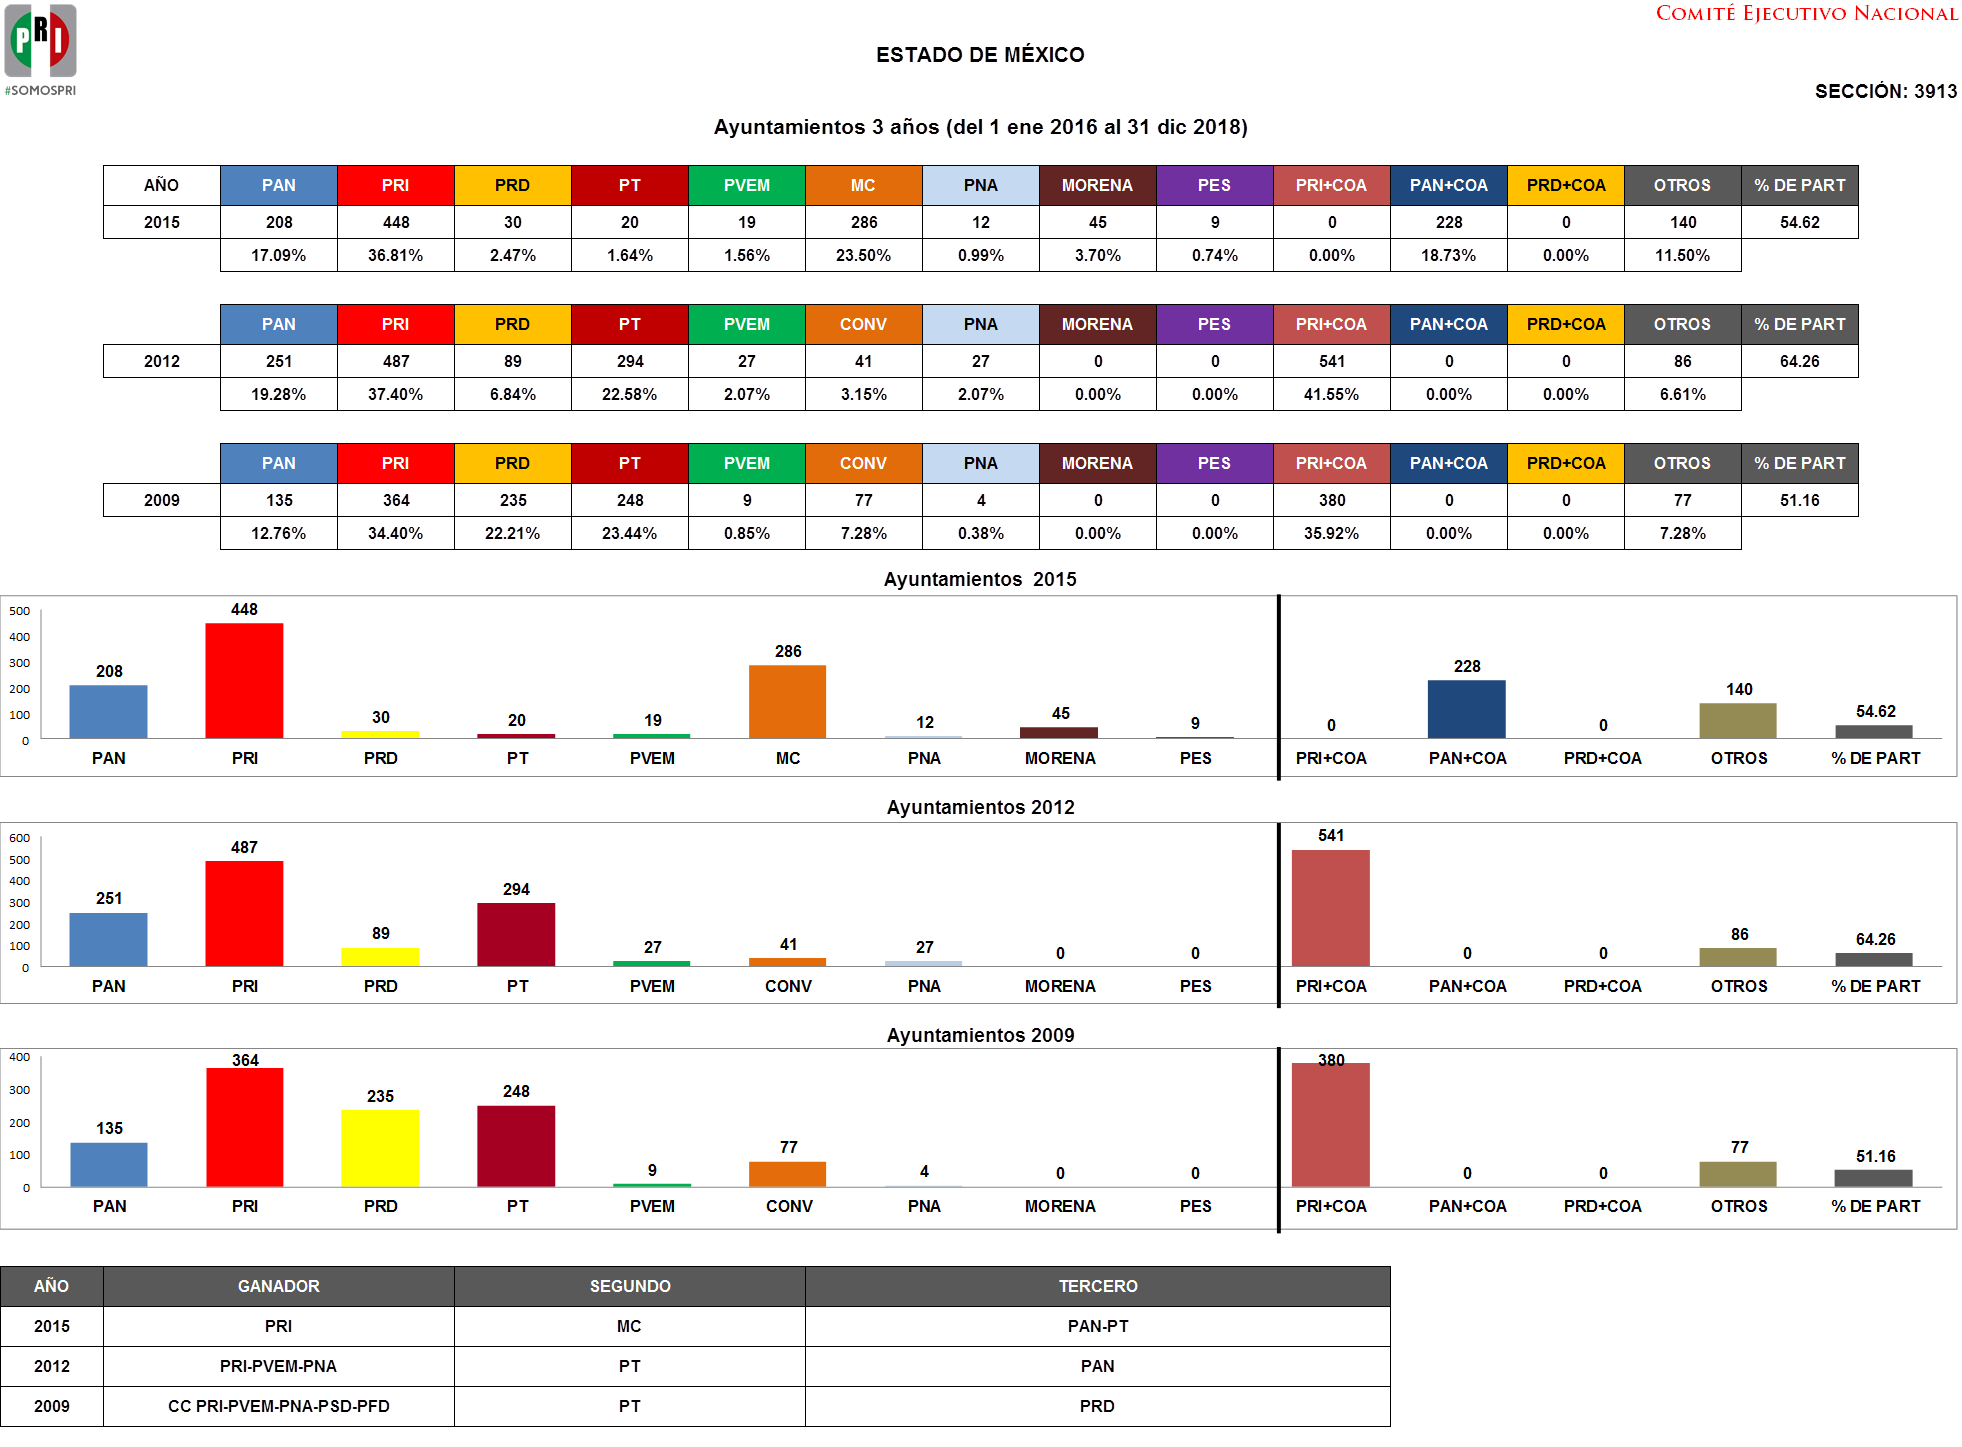 COMITÉ EJECUTIVO NACIONAL
PRI
#SOMOSPRI
ESTADO DE MÉXICO
SECCIÓN: 3913
Ayuntamientos 3 años (del 1 ene 2016 al 31 dic 2018)
AÑO PAN PRI PRD PT PVEM MC PNA MORENA PES PRI+COA PAN+COA PRD+COA OTROS % DE PART
2015 208 448 30 20 19 286 12 45 9 0 228 0 140 54.62
17.09% 36.81% 2.47% 1.64% 1.56% 23.50% 0.99% 3.70% 0.74% 0.00% 18.73% 0.00% 11.50%
PAN PRI PRD PT PVEM CONV PNA MORENA PES PRI+COA PAN+COA PRD+COA OTROS % DE PART
2012 251 487 89 294 27 41 27 0 0 541 0 0 86 64.26
19.28% 37.40% 6.84% 22.58% 2.07% 3.15% 2.07% 0.00% 0.00% 41.55% 0.00% 0.00% 6.61%
PAN PRI PRD PT PVEM CONV PNA MORENA PES PRI+COA PAN+COA PRD+COA OTROS % DE PART
2009 135 364 235 248 9 77 4 0 0 380 0 0 77 51.16
12.76% 34.40% 22.21% 23.44% 0.85% 7.28% 0.38% 0.00% 0.00% 35.92% 0.00% 0.00% 7.28%
Ayuntamientos 2015
500
400
300
200
100
0
208 448 30 20 19 286 12 45 9 0 228 0 140 54.62
PAN PRI PRD PT PVEM MC PNA MORENA PES PRI+COA PAN+COA PRD+COA OTROS % DE PART
Ayuntamientos 2012
600
500
400
300
200
100
0
251 487 89 294 27 41 27 0 0 541 0 0 86 64.26
PAN PRI PRD PT PVEM CONV PNA MORENA PES PRI+COA PAN+COA PRD+COA OTROS % DE PART
Ayuntamientos 2009
400
300
200
100
0
135 364 235 248 9 77 4 0 0 380 0 0 77 51.16
PAN PRI PRD PT PVEM CONV PNA MORENA PES PRI+COA PAN+COA PRD+COA OTROS % DE PART
AÑO GANADOR SEGUNDO TERCERO
2015 PRI MC PAN-PT
2012 PRI-PVEM-PNA PT PAN
2009 CC PRI-PVEM-PNA-PSD-PFD PT PRD